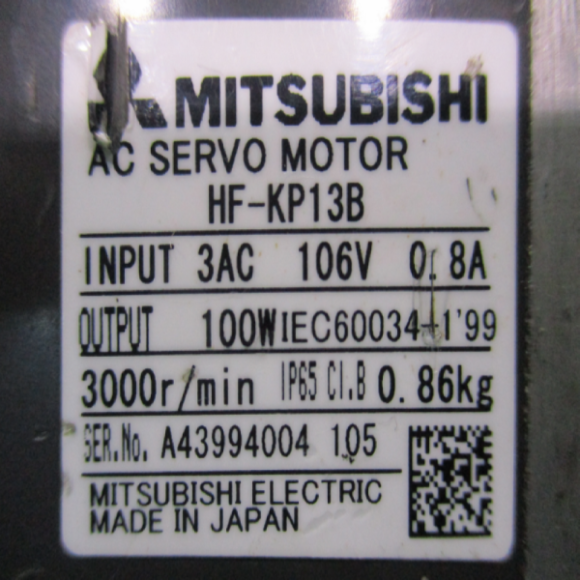 MITSUBISHI
AC SERVO MOTOR
HF-KP13B
INPUT 3AC 106V 0.8A
OUTPUT 100W IEC60034-1'99
3000r/min IP65 CI.B 0.86kg
SER.No. A43994004 105
MITSUBISHI ELECTRIC
MADE IN JAPAN